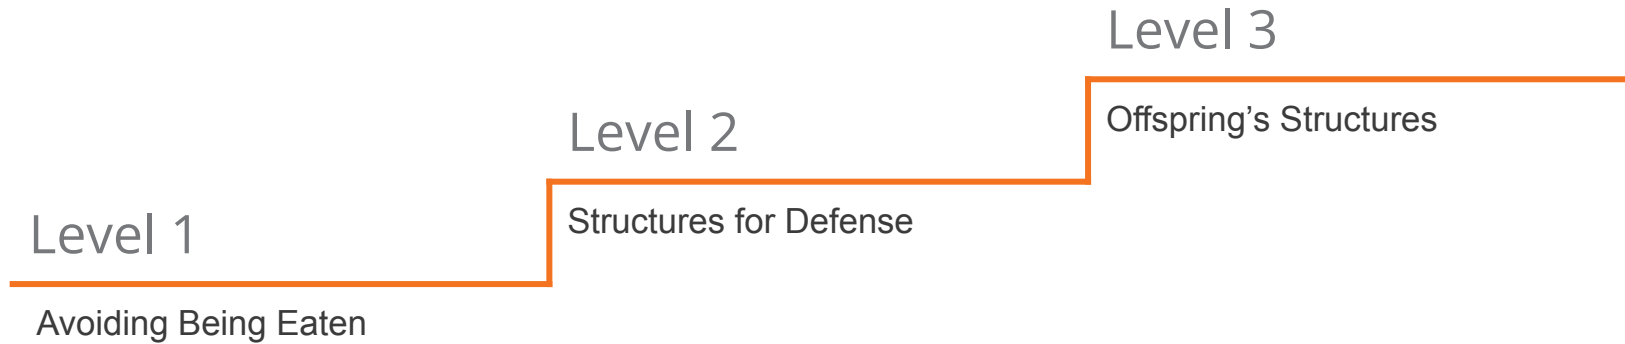 Level 1
Avoiding Being Eaten
Level 2
Structures for Defense
Level 3
Offspring’s Structures